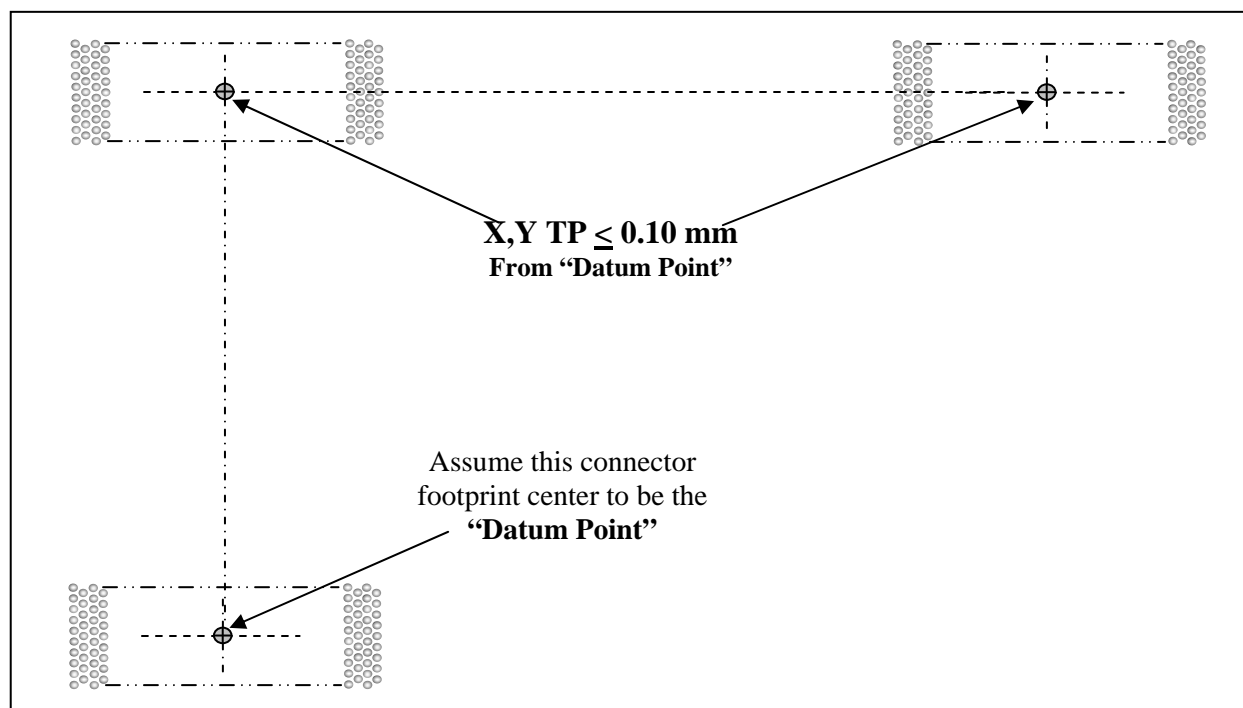 X,Y TP ≤ 0.10 mm
From “Datum Point”
Assume this connector
footprint center to be the
“Datum Point”